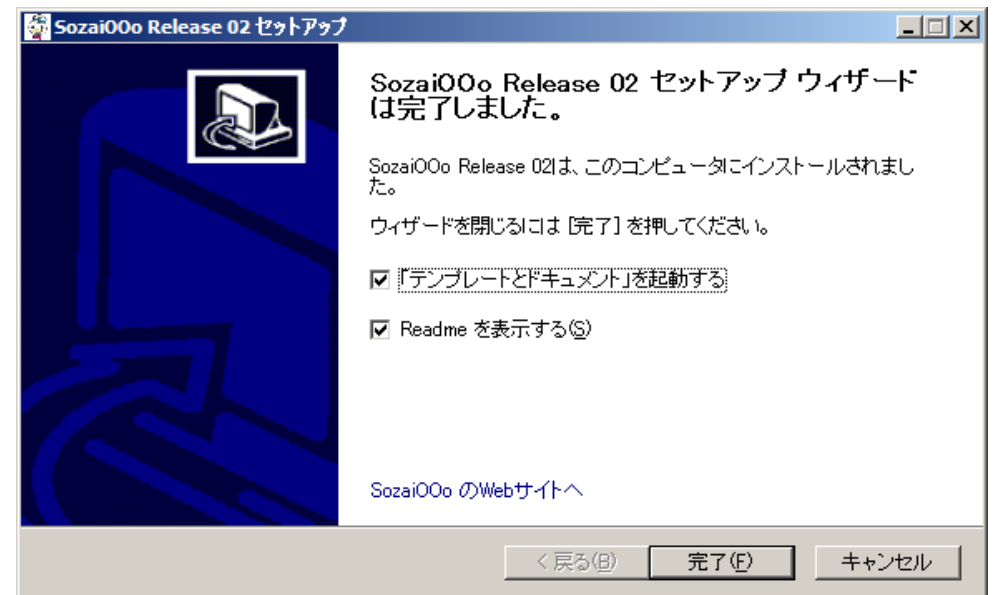 SozaiOOo Release 02 セットアップ
SozaiOOo Release 02 セットアップ ウィザード
は完了しました。
SozaiOOo Release 02は、このコンピュータにインストールされまし
た。
ウィザードを閉じるには [完了] を押してください。
「テンプレートとドキュメント」を起動する
Readme を表示する(S)
SozaiOOo のWebサイトへ
< 戻る(B)
完了(F)
キャンセル